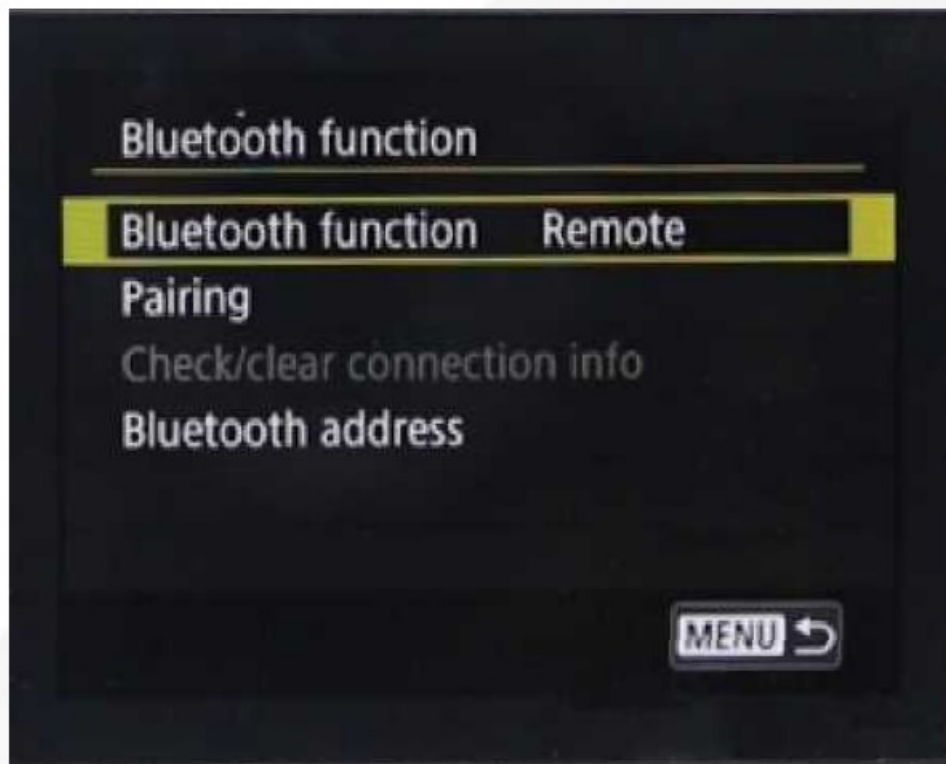 Bluetooth function
Bluetooth function Remote
Pairing
Check/clear connection info
Bluetooth address
MENU